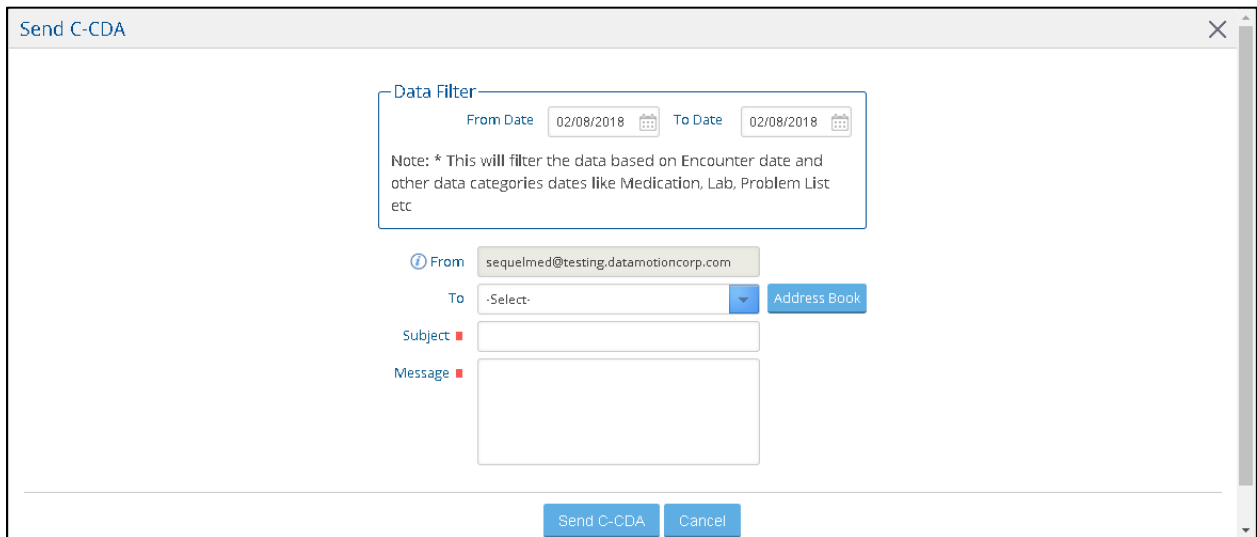 Send C-CDA
Data Filter
From Date 02/08/2018 To Date 02/08/2018
Note: * This will filter the data based on Encounter date and
other data categories dates like Medication, Lab, Problem List
etc
i From sequelmed@testing.datamotioncorp.com
To -Select- Address Book
Subject
Message
Send C-CDA Cancel